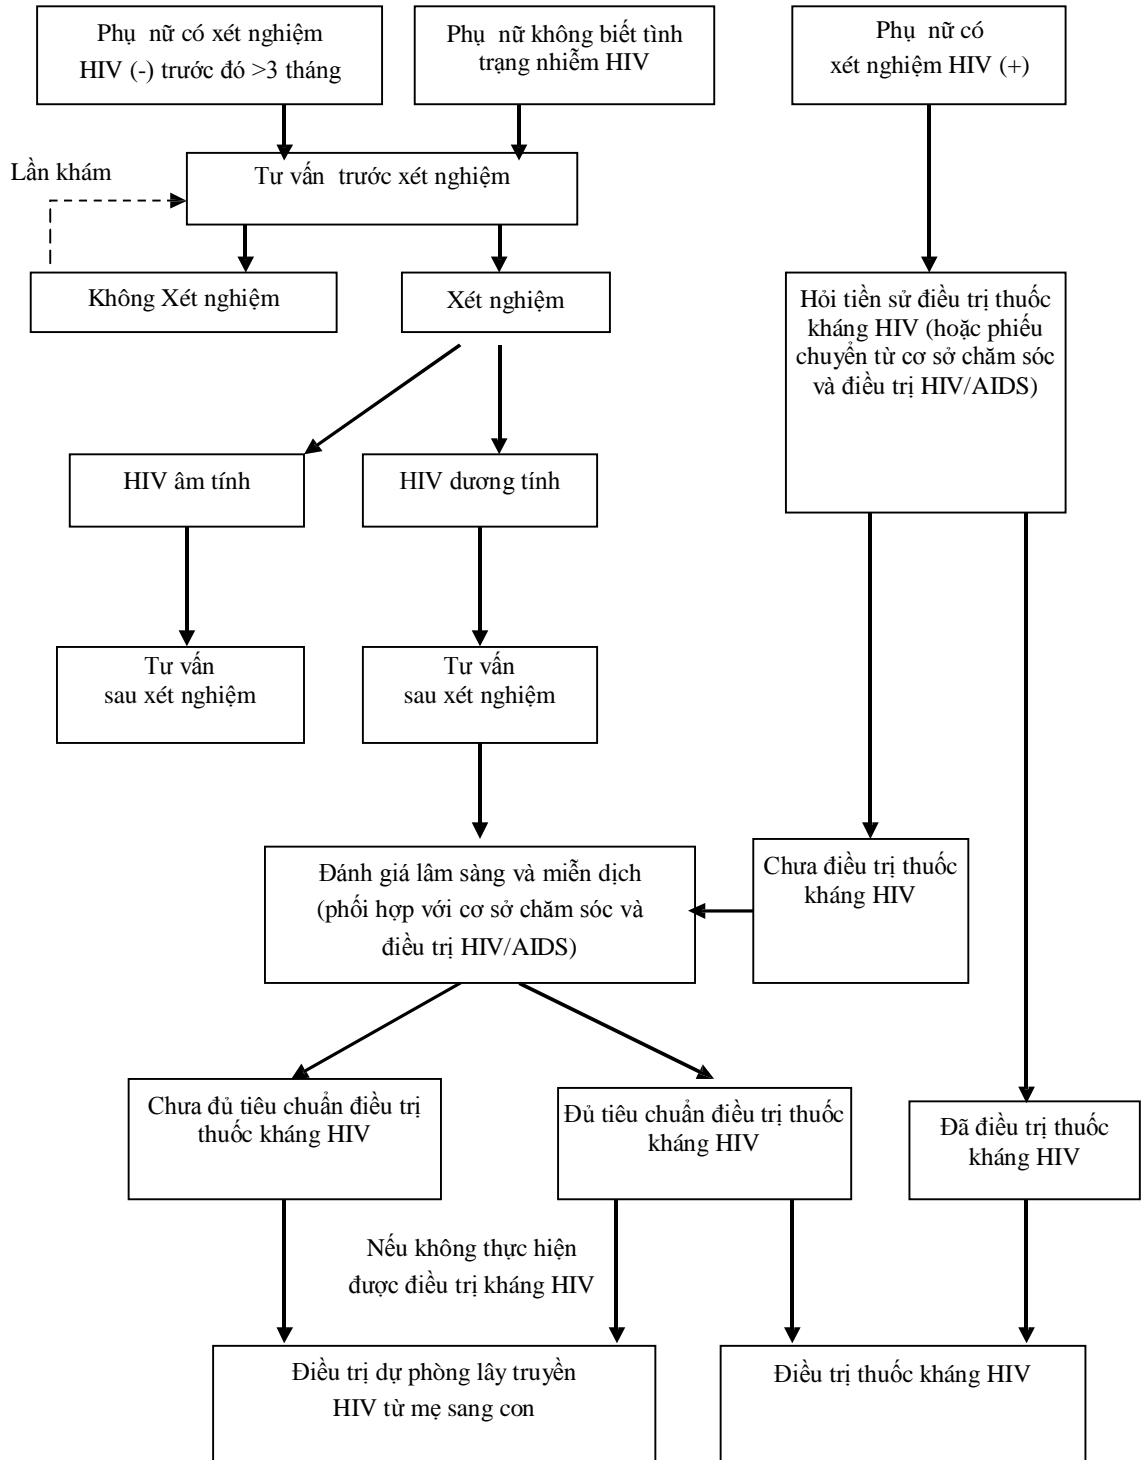 Phụ nữ có xét nghiệm
HIV (-) trước đó >3 tháng
Phụ nữ không biết tình
trạng nhiễm HIV
Phụ nữ có
xét nghiệm HIV (+)
Lần khám
Tư vấn trước xét nghiệm
Không Xét nghiệm
Xét nghiệm
Hỏi tiền sử điều trị thuốc
kháng HIV (hoặc phiếu
chuyển từ cơ sở chăm sóc
và điều trị HIV/AIDS)
HIV âm tính
HIV dương tính
Tư vấn
sau xét nghiệm
Tư vấn
sau xét nghiệm
Đánh giá lâm sàng và miễn dịch
(phối hợp với cơ sở chăm sóc và
điều trị HIV/AIDS)
Chưa điều trị thuốc
kháng HIV
Chưa đủ tiêu chuẩn điều trị
thuốc kháng HIV
Đủ tiêu chuẩn điều trị thuốc
kháng HIV
Đã điều trị thuốc
kháng HIV
Nếu không thực hiện
được điều trị kháng HIV
Điều trị dự phòng lây truyền
HIV từ mẹ sang con
Điều trị thuốc kháng HIV